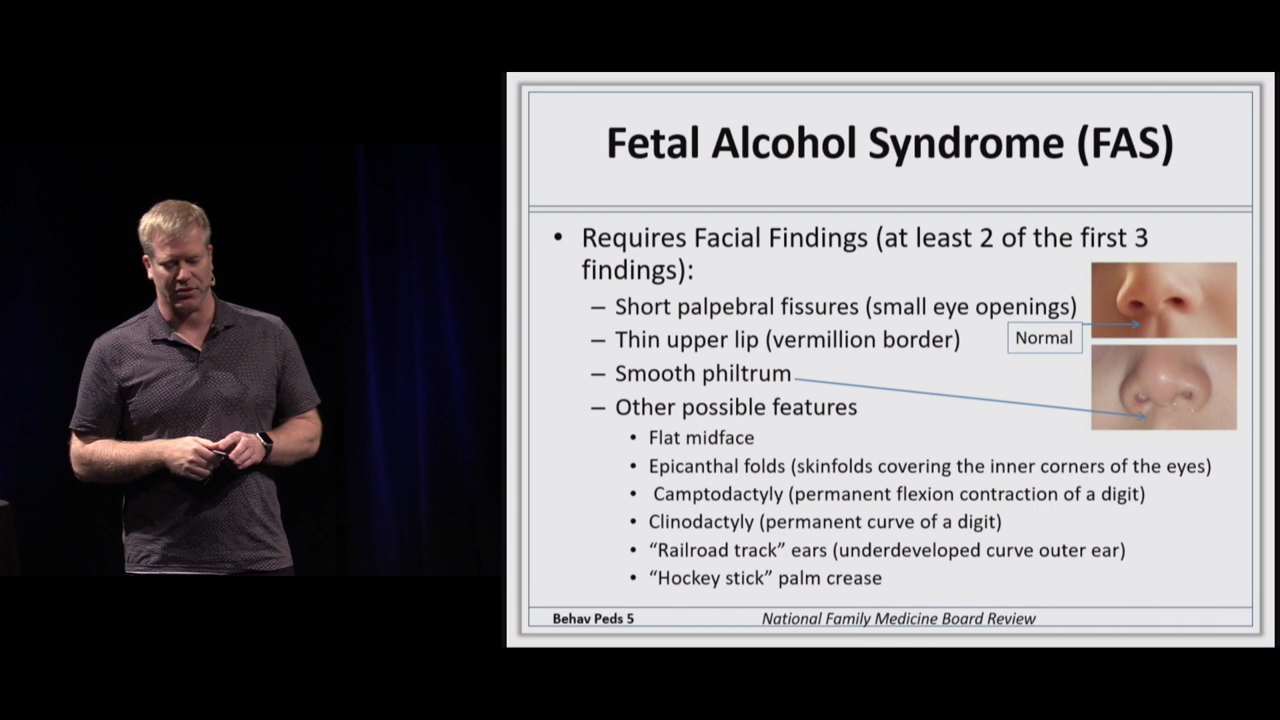 Fetal Alcohol Syndrome (FAS)
• Requires Facial Findings (at least 2 of the first 3
findings):
– Short palpebral fissures (small eye openings)
– Thin upper lip (vermillion border)
Normal
– Smooth philtrum
– Other possible features
• Flat midface
• Epicanthal folds (skinfolds covering the inner corners of the eyes)
• Camptodactyly (permanent flexion contraction of a digit)
• Clinodactyly (permanent curve of a digit)
• “Railroad track” ears (underdeveloped curve outer ear)
• “Hockey stick” palm crease
Behav Peds 5
National Family Medicine Board Review